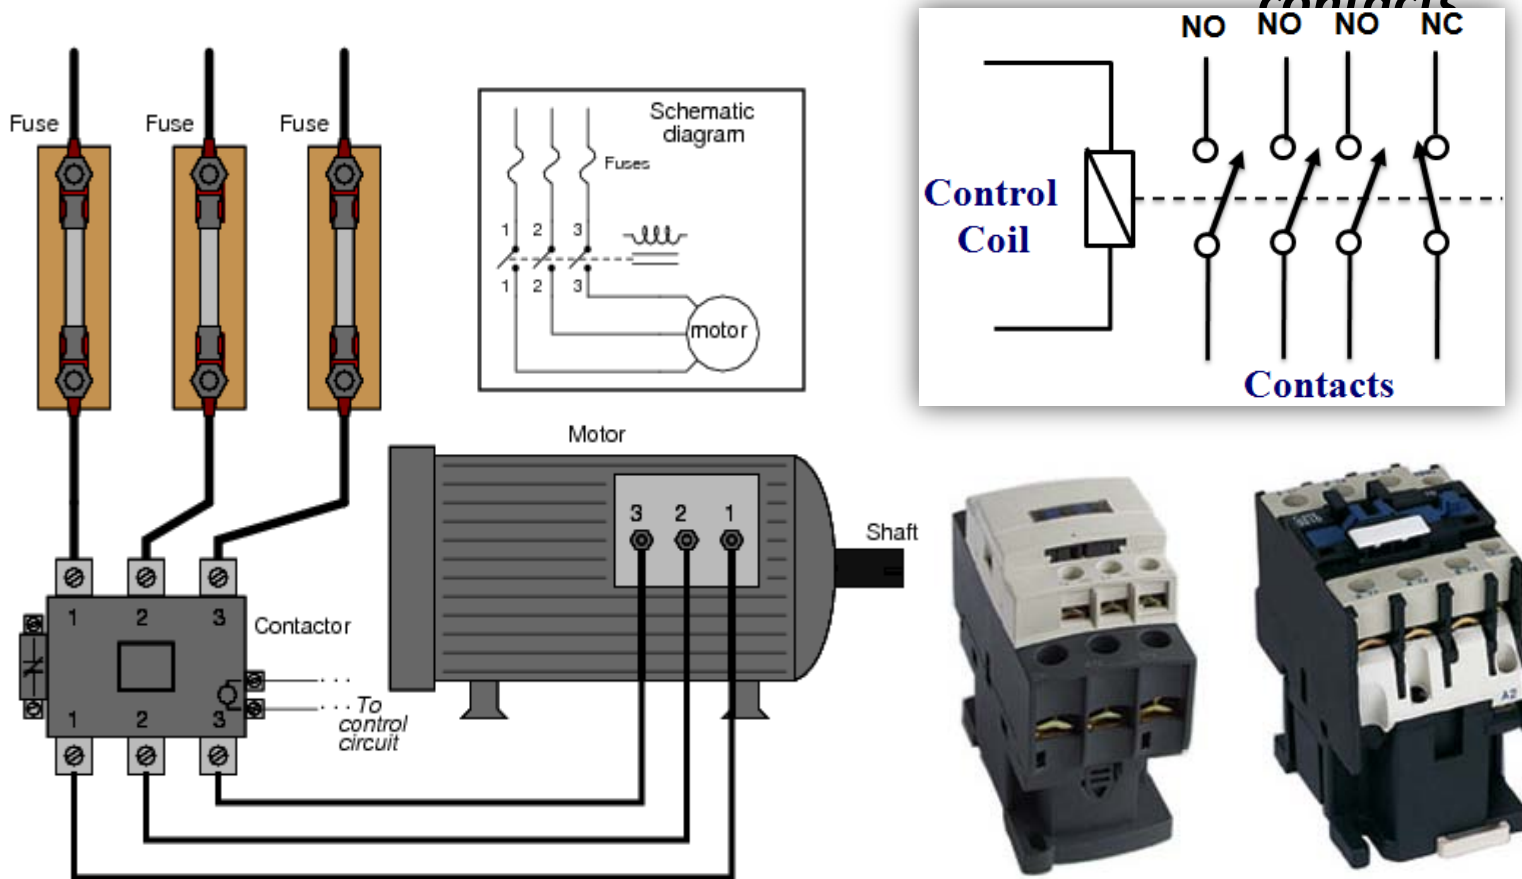 contacts
NO NO NO NC
Control
Coil
Contacts
Fuse Fuse Fuse
Schematic
diagram
Fuses
1 2 3
1 2 3
motor
Motor
3 2 1
Shaft
1 2 3
Contactor
1 2 3
To
control
circuit
A2